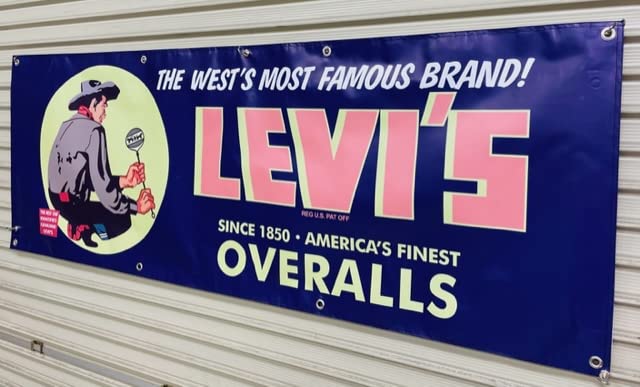 THE WEST'S MOST FAMOUS BRAND!
LEVI'S
REG U.S. PAT OFF
SINCE 1850 • AMERICA'S FINEST
OVERALLS